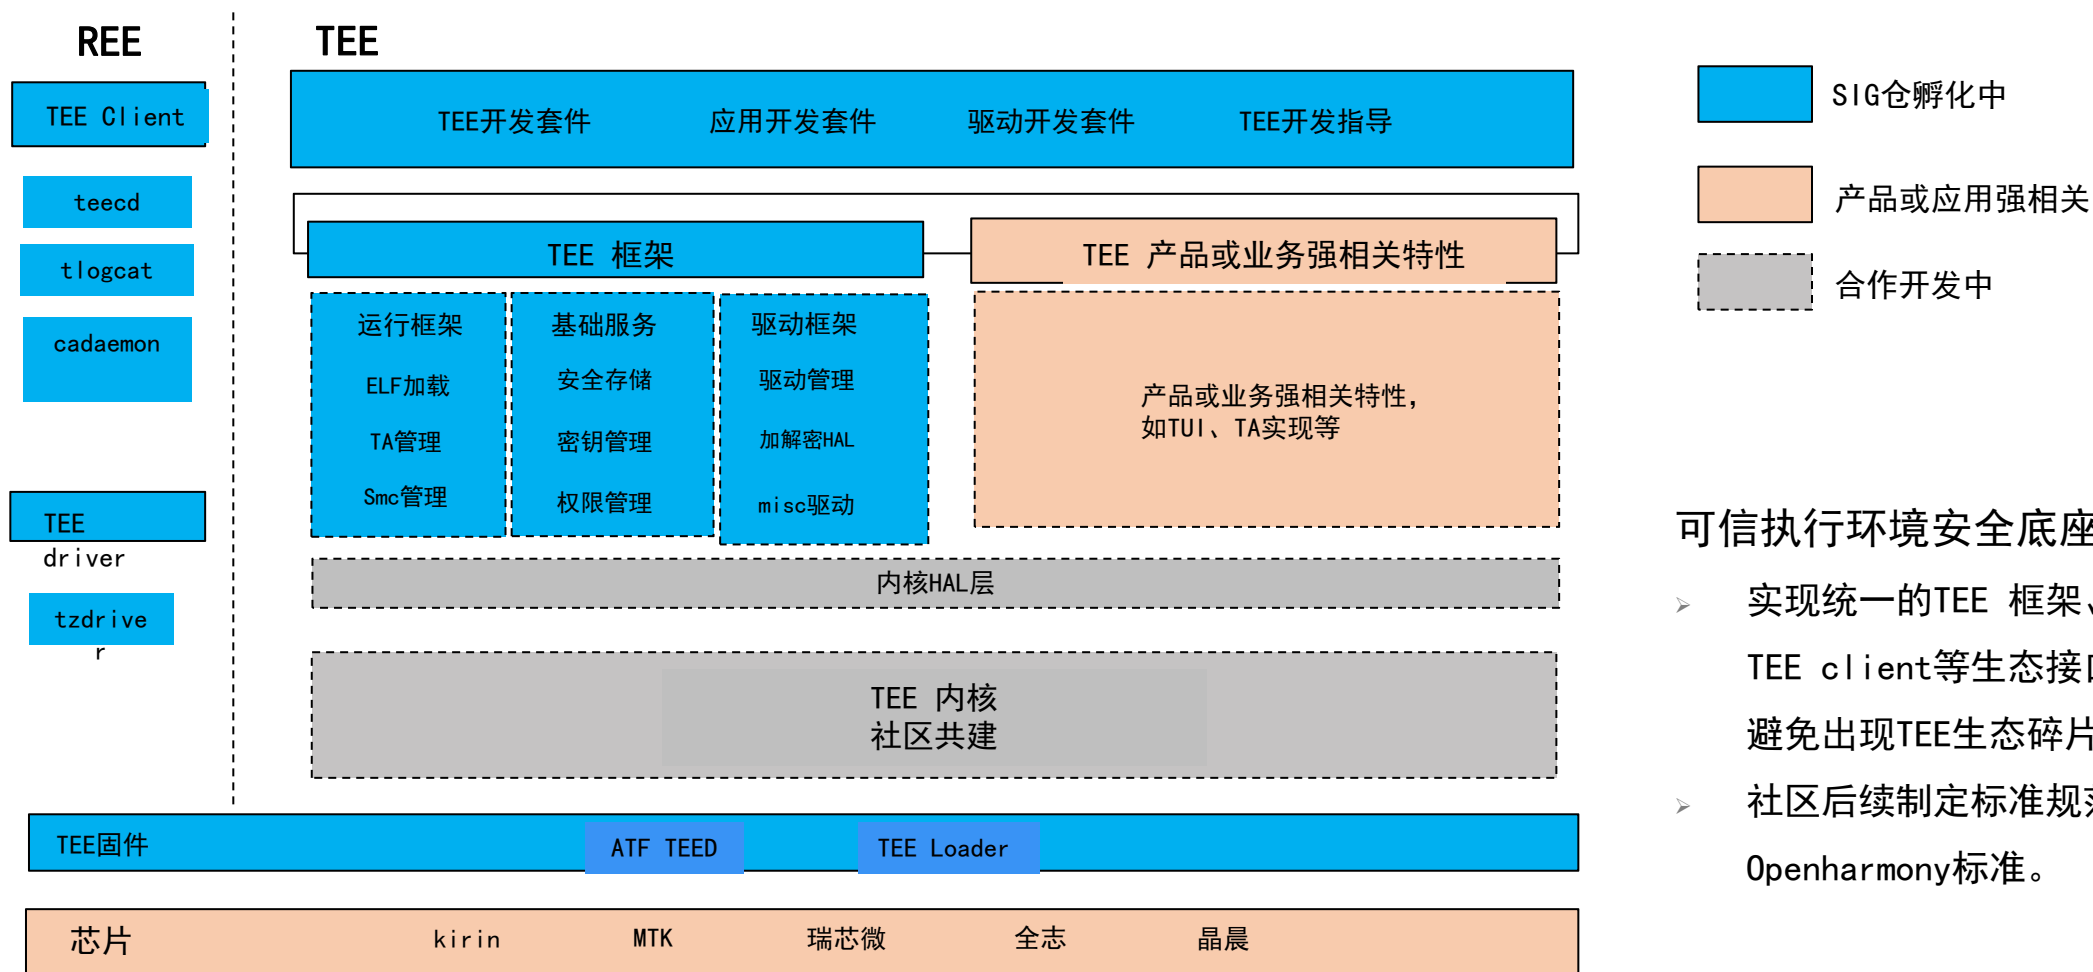 REE
TEE
TEE Client
teecd
tlogcat
cadaemon
TEE
driver
tzdrive
r
TEE开发套件 应用开发套件 驱动开发套件 TEE开发指导
TEE 框架
TEE 产品或业务强相关特性
运行框架
ELF加载
TA管理
Smc管理
基础服务
安全存储
密钥管理
权限管理
驱动框架
驱动管理
加解密HAL
misc驱动
产品或业务强相关特性，
如TUI、TA实现等
内核HAL层
TEE 内核
社区共建
TEE固件 ATF TEED TEE Loader
芯片 kirin MTK 瑞芯微 全志 晶晨
SIG仓孵化中
产品或应用强相关
合作开发中
可信执行环境安全底座
实现统一的TEE 框架、
TEE client等生态接
避免出现TEE生态碎
社区后续制定标准规
Openharmony标准。